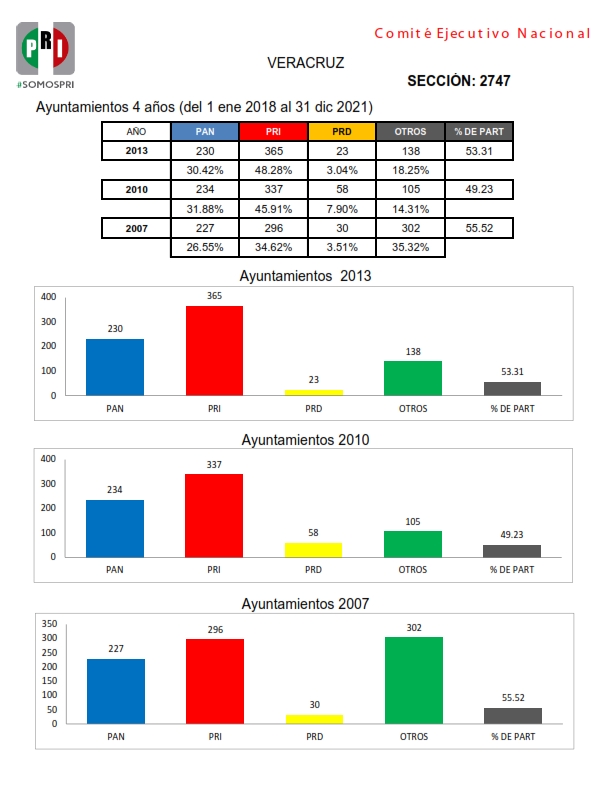 Comité Ejecutivo Nacional
PRI
#SOMOSPRI
VERACRUZ
SECCIÓN: 2747
Ayuntamientos 4 años (del 1 ene 2018 al 31 dic 2021)
AÑO PAN PRI PRD OTROS % DE PART
2013 230 365 23 138 53.31
30.42% 48.28% 3.04% 18.25%
2010 234 337 58 105 49.23
31.88% 45.91% 7.90% 14.31%
2007 227 296 30 302 55.52
26.55% 34.62% 3.51% 35.32%
Ayuntamientos 2013
400
300
200
100
0
230 365 23 138 53.31
PAN PRI PRD OTROS % DE PART
Ayuntamientos 2010
400
300
200
100
0
234 337 58 105 49.23
PAN PRI PRD OTROS % DE PART
Ayuntamientos 2007
350
300
250
200
150
100
50
0
227 296 30 302 55.52
PAN PRI PRD OTROS % DE PART